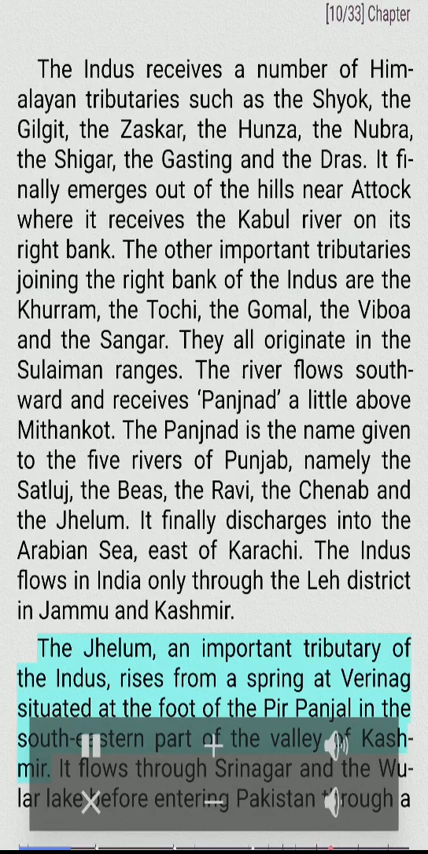 [10/33] Chapter
The Indus receives a number of Him-
alayan tributaries such as the Shyok, the
Gilgit, the Zaskar, the Hunza, the Nubra,
the Shigar, the Gasting and the Dras. It fi-
nally emerges out of the hills near Attock
where it receives the Kabul river on its
right bank. The other important tributaries
joining the right bank of the Indus are the
Khurram, the Tochi, the Gomal, the Viboa
and the Sangar. They all originate in the
Sulaiman ranges. The river flows south-
ward and receives ‘Panjnad’ a little above
Mithankot. The Panjnad is the name given
to the five rivers of Punjab, namely the
Satluj, the Beas, the Ravi, the Chenab and
the Jhelum. It finally discharges into the
Arabian Sea, east of Karachi. The Indus
flows in India only through the Leh district
in Jammu and Kashmir.
The Jhelum, an important tributary of
the Indus, rises from a spring at Verinag
situated at the foot of the Pir Panjal in the
south-eastern part of the valley of Kash-
mir. It flows through Srinagar and the Wu-
lar lake before entering Pakistan through a